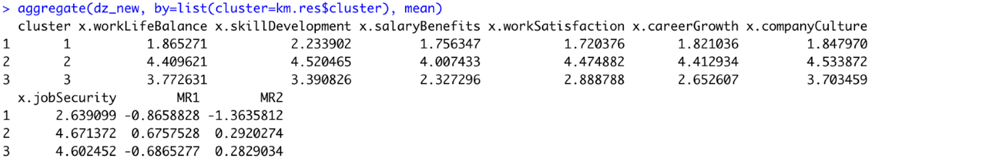 > aggregate(dz_new, by=list(cluster=km.res$cluster), mean)
cluster x.workLifeBalance x.skillDevelopment x.salaryBenefits x.workSatisfaction x.careerGrowth x.companyCulture
1 1 1.865271 2.233902 1.756347 1.720376 1.821036 1.847970
2 2 4.409621 4.520465 4.007433 4.474882 4.412934 4.533872
3 3 3.772631 3.390826 2.327296 2.888788 2.652607 3.703459
x.jobSecurity MR1 MR2
1 2.639099 -0.8658828 -1.3635812
2 4.671372 0.6757528 0.2920274
3 4.602452 -0.6865277 0.2829034